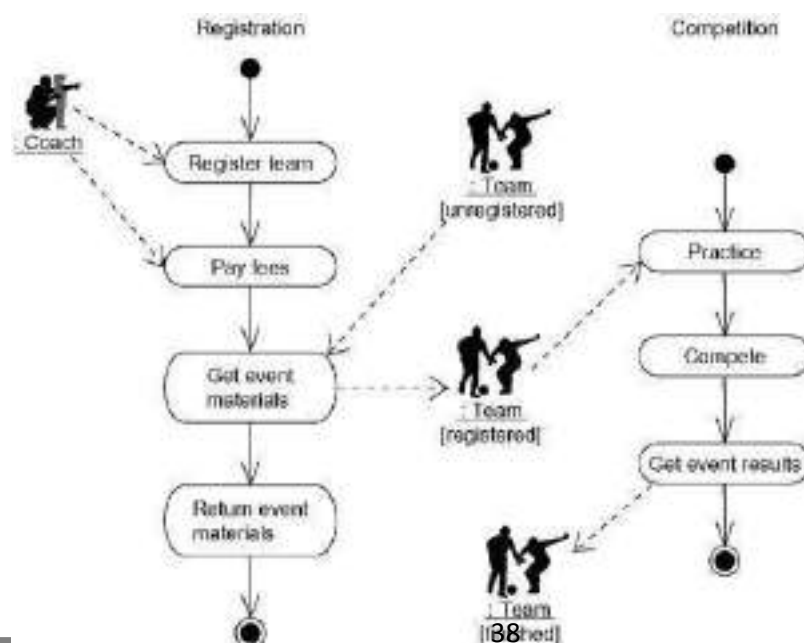 Registration
Competition
: Coach
Register team
: Team
[unregistered]
Practice
Pay fees
Get event
materials
: Team
[registered]
Compete
Get event results
Return event
materials
: Team
38